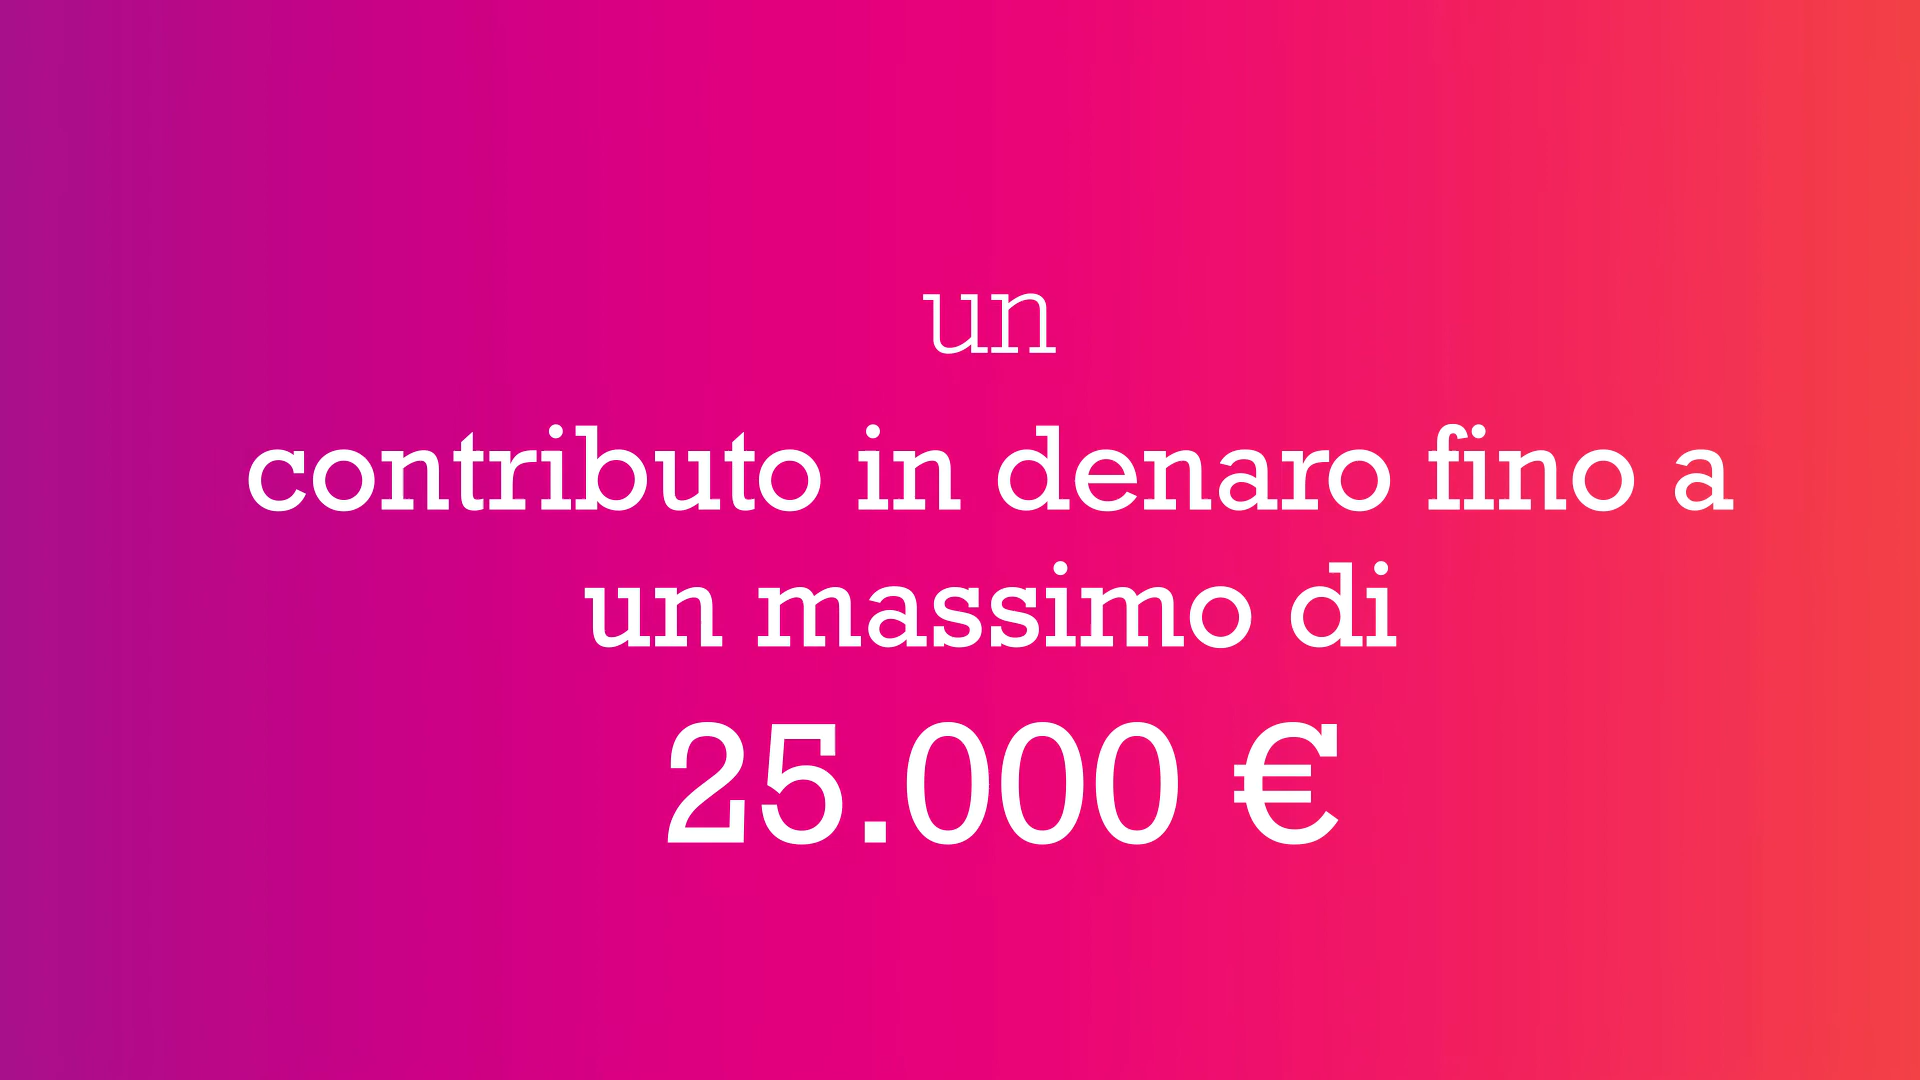 un
contributo in denaro fino a
un massimo di
25.000 €